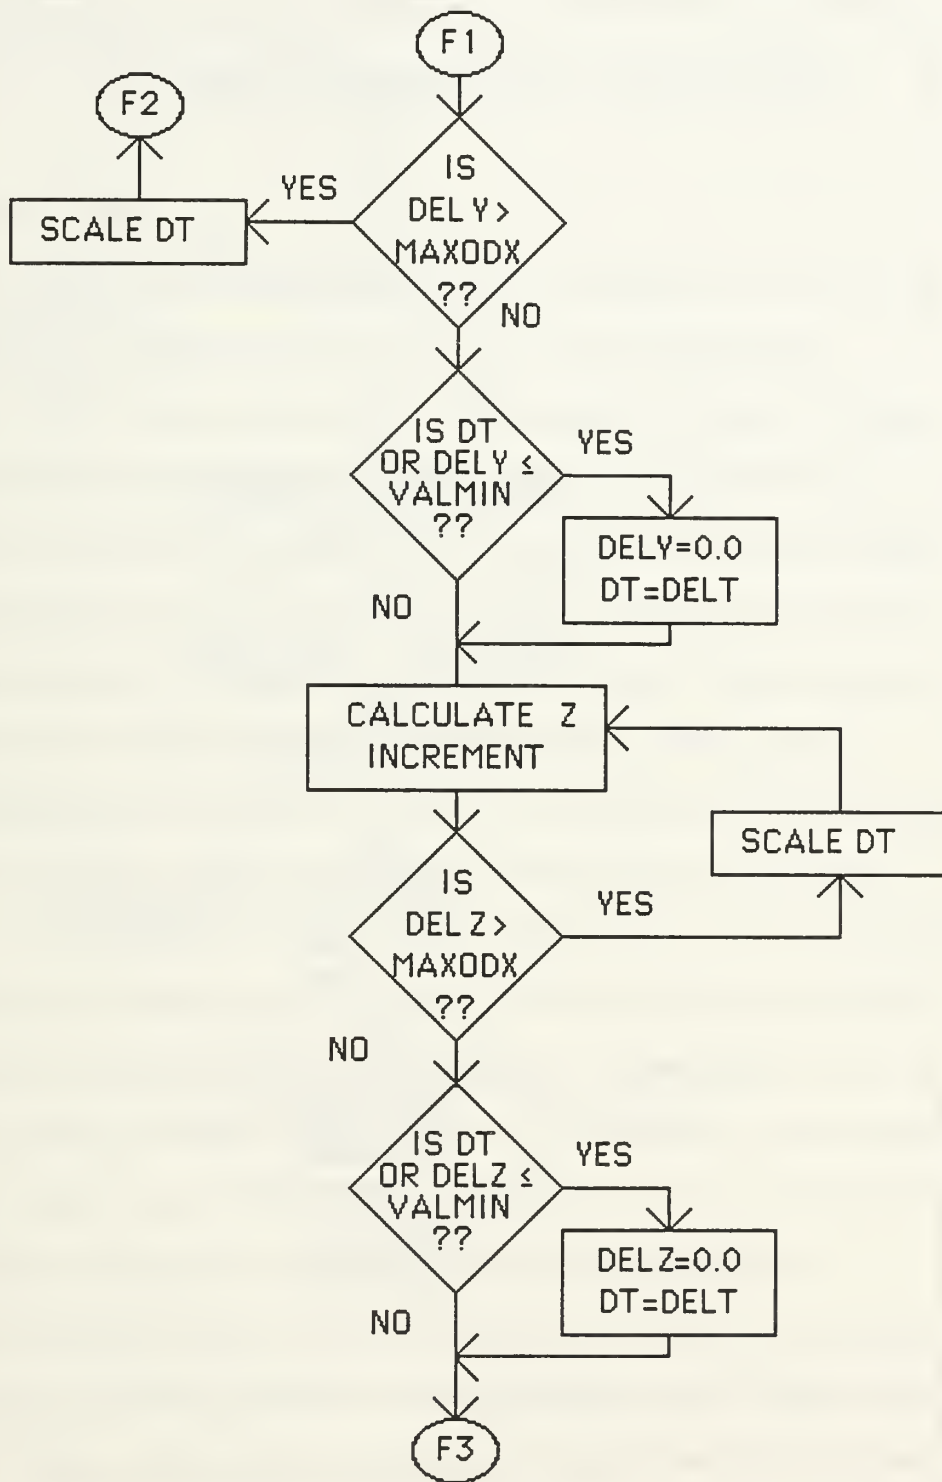 F1
F2
IS
DELY>
MAXODX
??
YES
SCALE DT
NO
IS DT
OR DELY ≤
VALMIN
??
YES
DELY=0.0
DT=DELT
NO
CALCULATE Z
INCREMENT
SCALE DT
IS
DELZ>
MAXODX
??
YES
NO
IS DT
OR DELZ ≤
VALMIN
??
YES
DELZ=0.0
DT=DELT
NO
F3